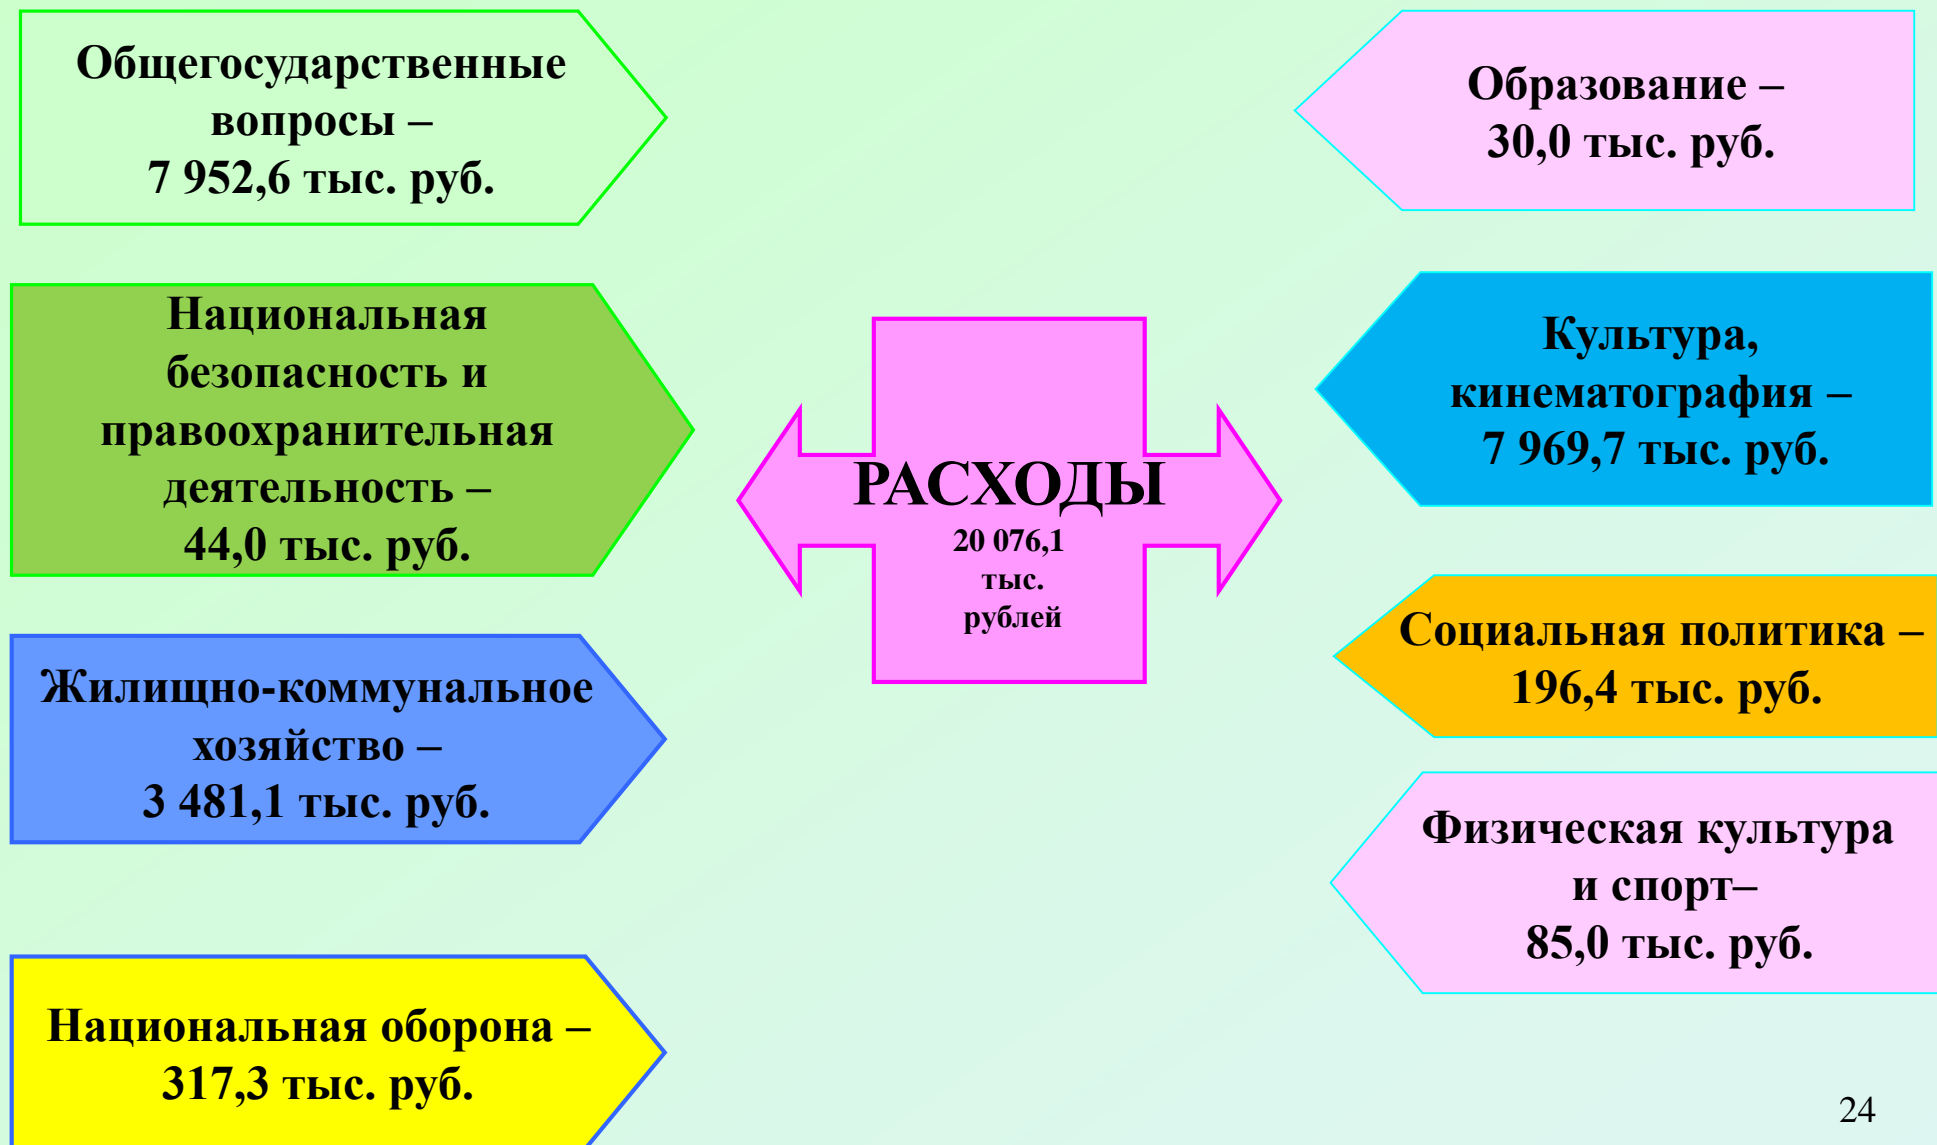 Общегосударственные
вопросы –
7 952,6 тыс. руб.
Национальная
безопасность и
правоохранительная
деятельность –
44,0 тыс. руб.
Жилищно-коммунальное
хозяйство –
3 481,1 тыс. руб.
Национальная оборона –
317,3 тыс. руб.
РАСХОДЫ
20 076,1
тыс.
рублей
Образование –
30,0 тыс. руб.
Культура,
кинематография –
7 969,7 тыс. руб.
Социальная политика –
196,4 тыс. руб.
Физическая культура
и спорт–
85,0 тыс. руб.
24